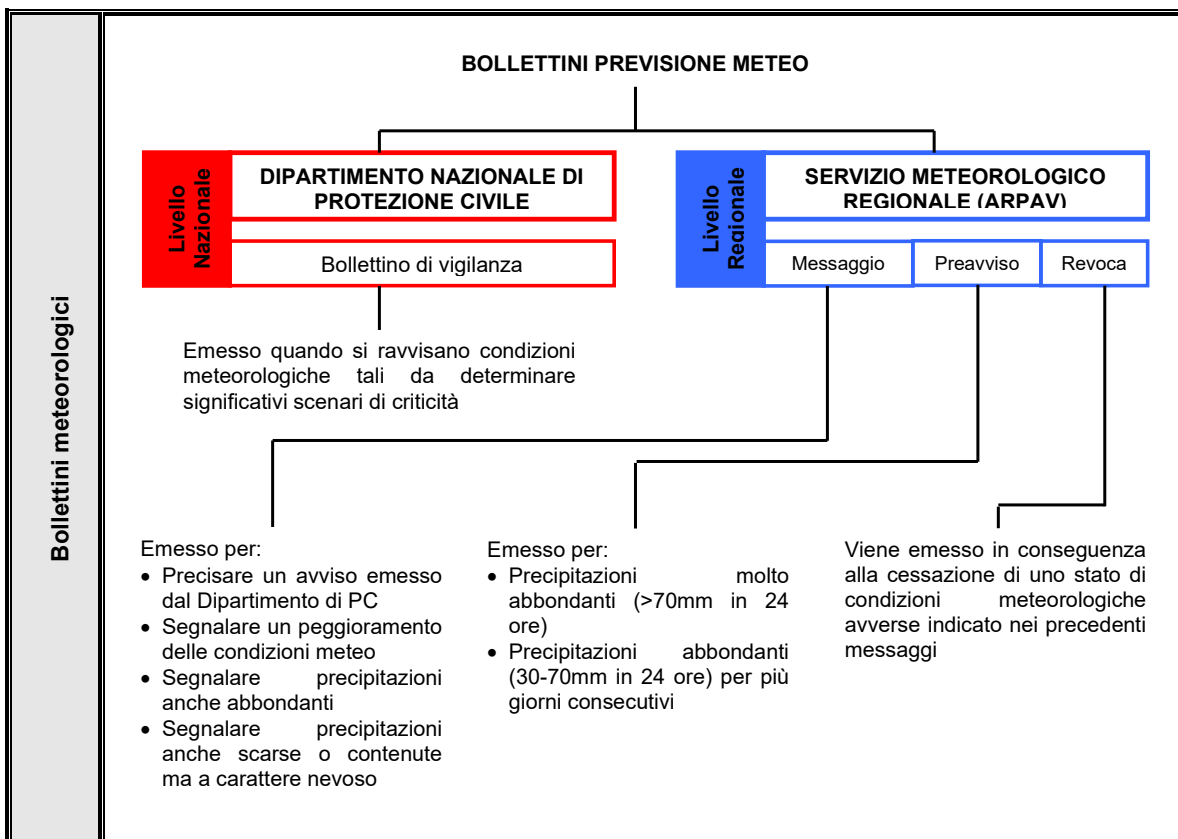 BOLLETTINI PREVISIONE METEO
Livello
Nazionale
DIPARTIMENTO NAZIONALE DI
PROTEZIONE CIVILE
Bollettino di vigilanza
Livello
Regionale
SERVIZIO METEOROLOGICO
REGIONALE (ARPAV)
Messaggio
Preavviso
Revoca
Bollettini meteorologici
Emesso quando si ravvisano condizioni
meteorologiche tali da determinare
significativi scenari di criticità
Emesso per:
• Precisare un avviso emesso
dal Dipartimento di PC
• Segnalare un peggioramento
delle condizioni meteo
• Segnalare precipitazioni
anche abbondanti
• Segnalare precipitazioni
anche scarse o contenute
ma a carattere nevoso
Emesso per:
• Precipitazioni molto
abbondanti (>70mm in 24
ore)
• Precipitazioni abbondanti
(30-70mm in 24 ore) per più
giorni consecutivi
Viene emesso in conseguenza
alla cessazione di uno stato di
condizioni meteorologiche
avverse indicato nei precedenti
messaggi